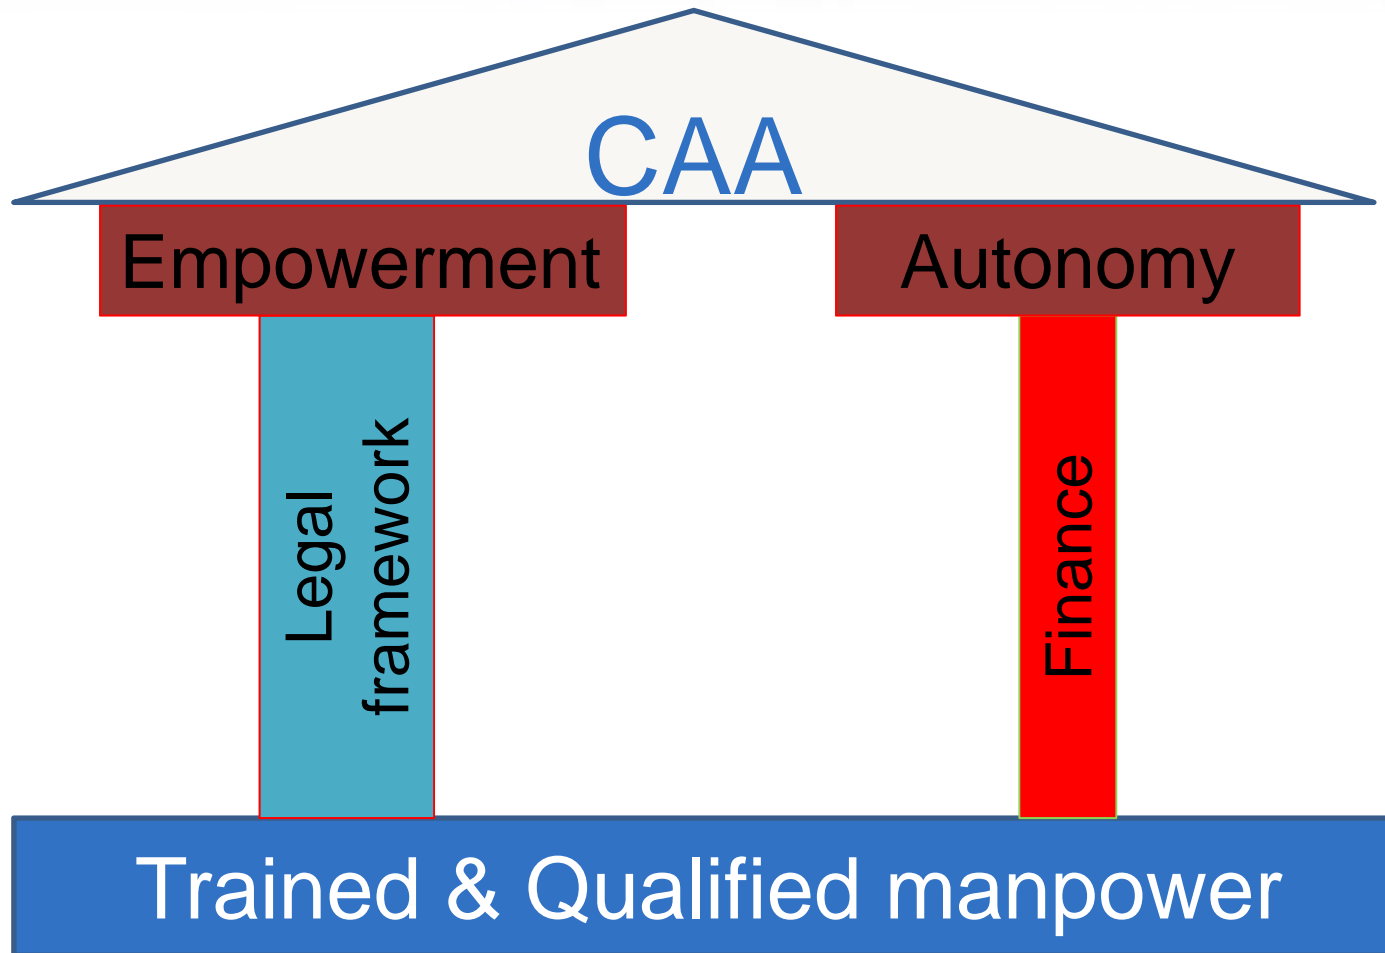 CAA
Empowerment
Autonomy
Legal
framework
Finance
Trained & Qualified manpower